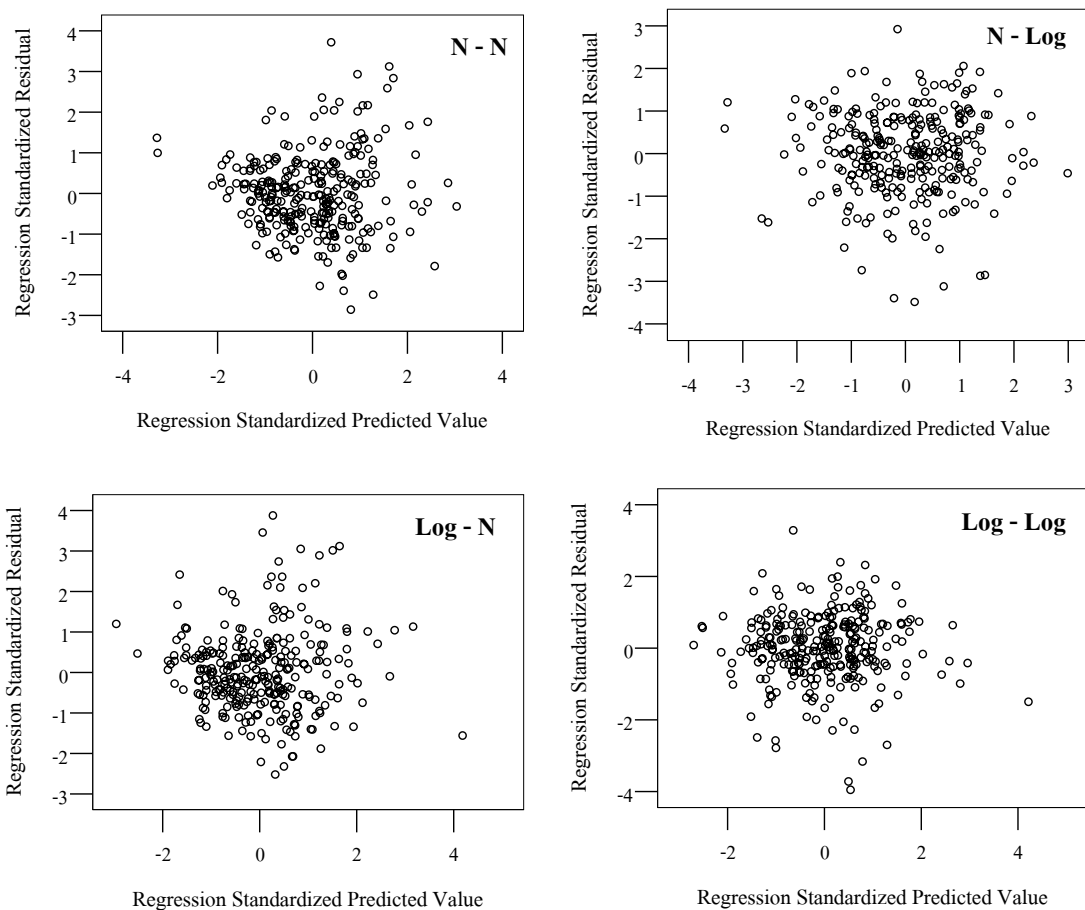 N - N
Regression Standardized Residual
4
3
2
1
0
-1
-2
-3
-4 -2 0 2 4
Regression Standardized Predicted Value
N - Log
Regression Standardized Residual
3
2
1
0
-1
-2
-3
-4
-4 -3 -2 -1 0 1 2 3
Regression Standardized Predicted Value
Log - N
Regression Standardized Residual
4
3
2
1
0
-1
-2
-3
-2 0 2 4
Regression Standardized Predicted Value
Log - Log
Regression Standardized Residual
4
2
0
-2
-4
-2 0 2 4
Regression Standardized Predicted Value